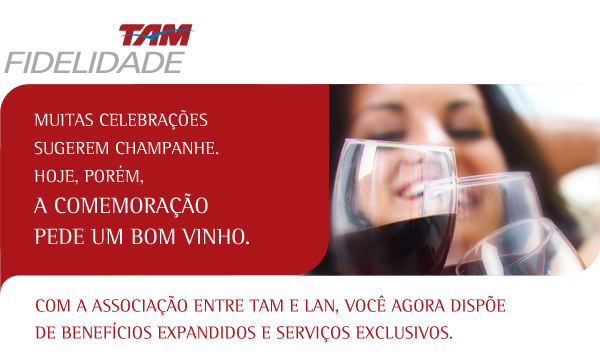 TAM
FIDELIDADE
MUITAS CELEBRAÇÕES
SUGEREM CHAMPANHE.
HOJE, PORÉM,
A COMEMORAÇÃO
PEDE UM BOM VINHO.
COM A ASSOCIAÇÃO ENTRE TAM E LAN, VOCÊ AGORA DISPÕE
DE BENEFÍCIOS EXPANDIDOS E SERVIÇOS EXCLUSIVOS.